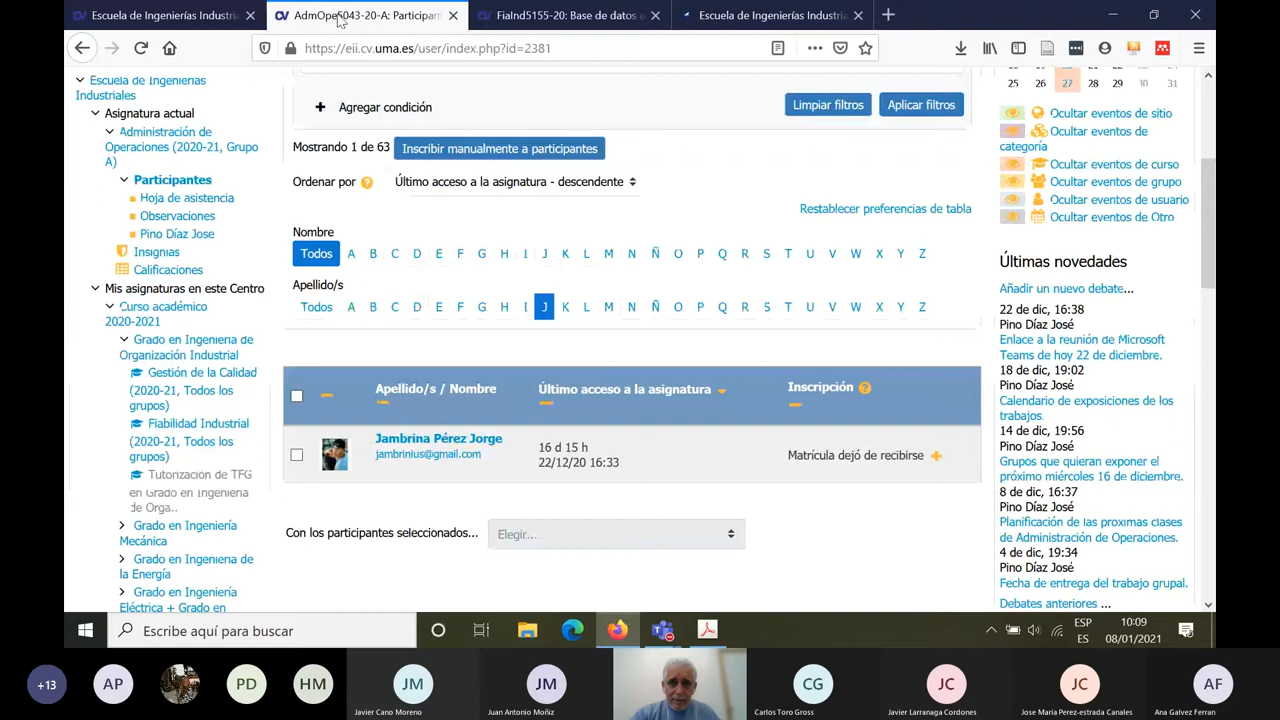 Escuela de Ingenierías Industria
AdmOpe5043-20-A: Participan
FiaInd5155-20: Base de datos e
Escuela de Ingenierías Industria
https://eii.cv.uma.es/user/index.php?id=2381
Escuela de Ingenierías
Industriales
Asignatura actual
Administración de
Operaciones (2020-21, Grupo
A)
Participantes
Hoja de asistencia
Observaciones
Pino Díaz Jose
Insignias
Calificaciones
Mis asignaturas en este Centro
Curso académico
2020-2021
Grado en Ingeniería de
Organización Industrial
Gestión de la Calidad
(2020-21, Todos los
grupos)
Fiabilidad Industrial
(2020-21, Todos los
grupos)
Tutorización de TFG
en Grado en Ingeniería
de Orga..
Grado en Ingeniería
Mecánica
Grado en Ingeniería de
la Energía
Grado en Ingeniería
Eléctrica + Grado en
Agregar condición
Limpiar filtros
Aplicar filtros
Mostrando 1 de 63
Inscribir manualmente a participantes
Ordenar por
Último acceso a la asignatura - descendente
Restablecer preferencias de tabla
Nombre
Todos A B C D E F G H I J K L M N Ñ O P Q R S T U V W X Y Z
Apellido/s
Todos A B C D E F G H I J K L M N Ñ O P Q R S T U V W X Y Z
Apellido/s / Nombre
Último acceso a la asignatura
Inscripción
Jambrina Pérez Jorge
jambrinius@gmail.com
16 d 15 h
22/12/20 16:33
Matrícula dejó de recibirse
Con los participantes seleccionados...
Elegir...
25 26 27 28 29 30 31
Ocultar eventos de sitio
Ocultar eventos de
categoría
Ocultar eventos de curso
Ocultar eventos de grupo
Ocultar eventos de usuario
Ocultar eventos de Otro
Últimas novedades
Añadir un nuevo debate...
22 de dic, 16:38
Pino Díaz José
Enlace a la reunión de Microsoft
Teams de hoy 22 de diciembre.
18 de dic, 19:02
Pino Díaz José
Calendario de exposiciones de los
trabajos.
14 de dic, 19:56
Pino Díaz José
Grupos que quieran exponer el
próximo miércoles 16 de diciembre.
8 de dic, 16:37
Pino Díaz José
Planificación de las próximas clases
de Administración de Operaciones.
4 de dic, 19:34
Pino Díaz José
Fecha de entrega del trabajo grupal.
Debates anteriores ...
Escribe aquí para buscar
ESP
ES
10:09
08/01/2021
+13
AP
PD
HM
JM
Javier Cano Moreno
JM
Juan Antonio Moñiz
CG
Carlos Toro Gross
JC
Javier Larranaga Cordones
JC
Jose Maria Perez-estrada Canales
AF
Ana Galvez Ferran